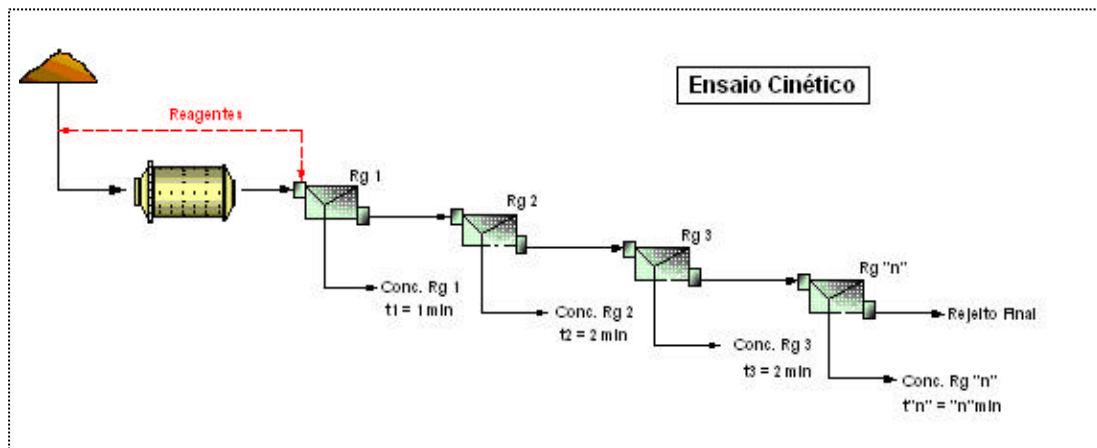 Ensaio Cinético
Reagentes
Rg 1
Rg 2
Rg 3
Rg "n"
Conc. Rg 1
t1 = 1 min
Conc. Rg 2
t2 = 2 min
Conc. Rg 3
t3 = 2 min
Rejeito Final
Conc. Rg "n"
t"n" = "n"min